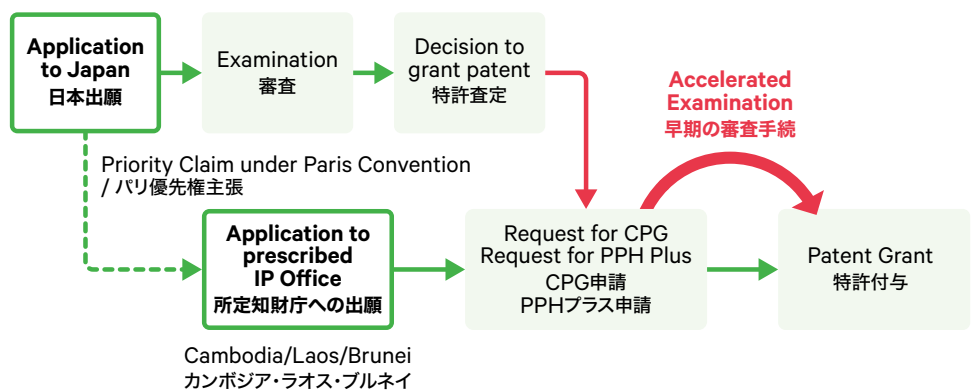 Application
to Japan
日本出願
Examination
審査
Decision to
grant patent
特許査定
Accelerated
Examination
早期の審査手続
Priority Claim under Paris Convention
/ パリ優先権主張
Application to
prescribed
IP Office
所定知財庁への出願
Request for CPG
Request for PPH Plus
CPG申請
PPHプラス申請
Patent Grant
特許付与
Cambodia/Laos/Brunei
カンボジア・ラオス・ブルネイ